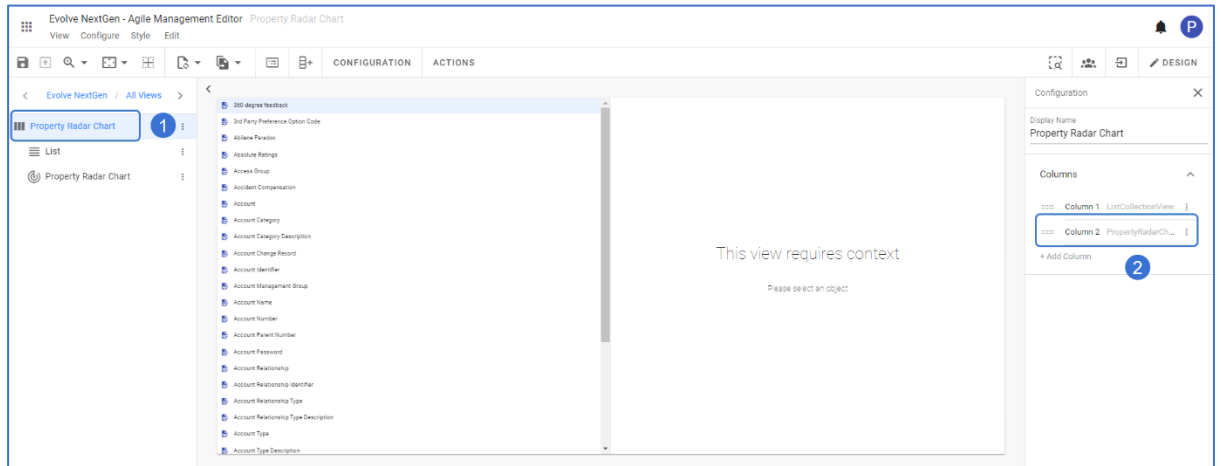 Evolve NextGen - Agile Management Editor Property Radar Chart
View Configure Style Edit
P
CONFIGURATION ACTIONS
DESIGN
Evolve NextGen / All Views
Property Radar Chart
1
List
Property Radar Chart
360-degree feedback
3rd Party Preference Option Code
Abilene Paradox
Absolute Ratings
Access Group
Accident Compensation
Account
Account Category
Account Category Description
Account Change Record
Account Identifier
Account Management Group
Account Name
Account Number
Account Parent Number
Account Password
Account Relationship
Account Relationship Identifier
Account Relationship Type
Account Relationship Type Description
Account Type
Account Type Description
This view requires context
Please select an object
Configuration
Display Name
Property Radar Chart
Columns
Column 1 ListCollectionView
Column 2 PropertyRadarCh...
+ Add Column
2